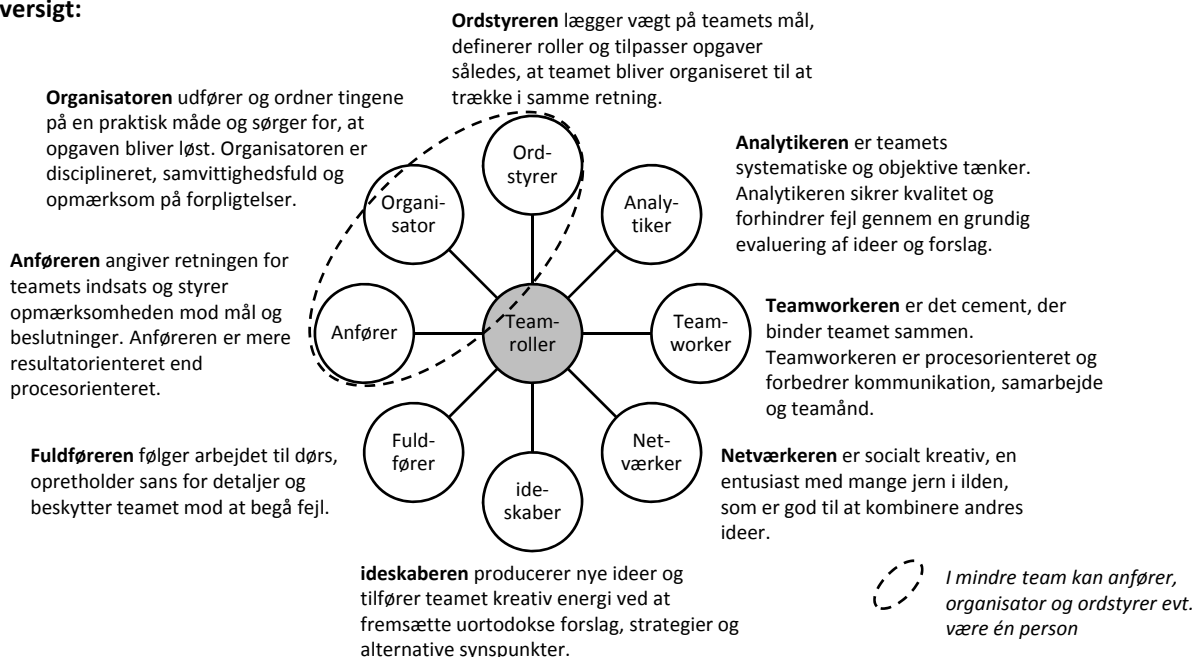 versigt:
Ordstyreren lægger vægt på teamets mål,
definerer roller og tilpasser opgaver
således, at teamet bliver organiseret til at
trække i samme retning.
Organisatoren udfører og ordner tingene
på en praktisk måde og sørger for, at
opgaven bliver løst. Organisatoren er
disciplineret, samvittighedsfuld og
opmærksom på forpligtelser.
Analytikeren er teamets
systematiske og objektive tænker.
Analytikeren sikrer kvalitet og
forhindrer fejl gennem en grundig
evaluering af ideer og forslag.
Anføreren angiver retningen for
teamets indsats og styrer
opmærksomheden mod mål og
beslutninger. Anføreren er mere
resultatorienteret end
procesorienteret.
Teamworkeren er det cement, der
binder teamet sammen.
Teamworkeren er procesorienteret og
forbedrer kommunikation, samarbejde
og teamånd.
Fuldføreren følger arbejdet til dørs,
opretholder sans for detaljer og
beskytter teamet mod at begå fejl.
Netværkeren er socialt kreativ, en
entusiast med mange jern i ilden,
som er god til at kombinere andres
ideer.
ideskaberen producerer nye ideer og
tilfører teamet kreativ energi ved at
fremsætte uortodokse forslag, strategier og
alternative synspunkter.
Ord-
styrer
Organi-
sator
Analy-
tiker
Anfører
Team-
roller
Team-
worker
Fuld-
fører
ide-
skaber
Net-
værker
I mindre team kan anfører,
organisator og ordstyrer evt.
være én person